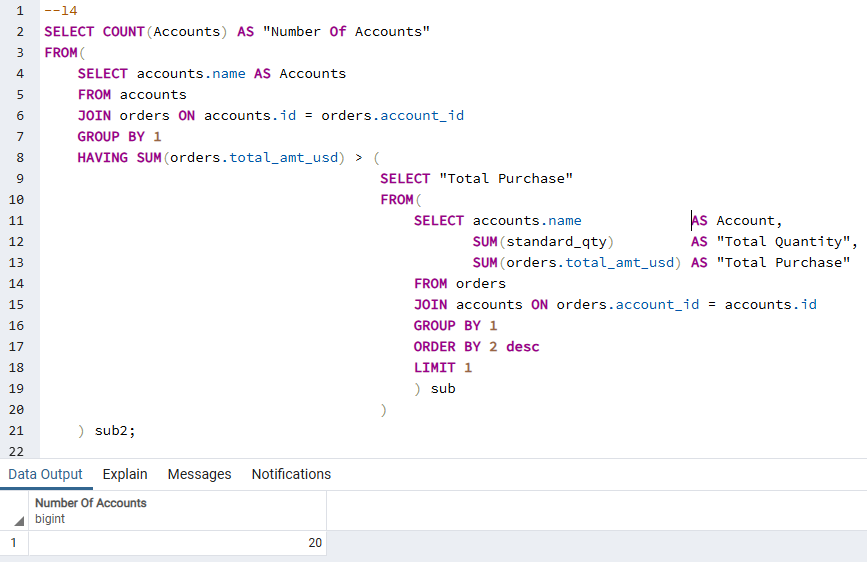 1 --14
2 SELECT COUNT(Accounts) AS "Number Of Accounts"
3 FROM(
4 SELECT accounts.name AS Accounts
5 FROM accounts
6 JOIN orders ON accounts.id = orders.account_id
7 GROUP BY 1
8 HAVING SUM(orders.total_amt_usd) > (
9 SELECT "Total Purchase"
10 FROM(
11 SELECT accounts.name AS Account,
12 SUM(standard_qty) AS "Total Quantity",
13 SUM(orders.total_amt_usd) AS "Total Purchase"
14 FROM orders
15 JOIN accounts ON orders.account_id = accounts.id
16 GROUP BY 1
17 ORDER BY 2 desc
18 LIMIT 1
19 ) sub
20 )
21 ) sub2;
22
Data Output Explain Messages Notifications
Number Of Accounts
bigint
1 20